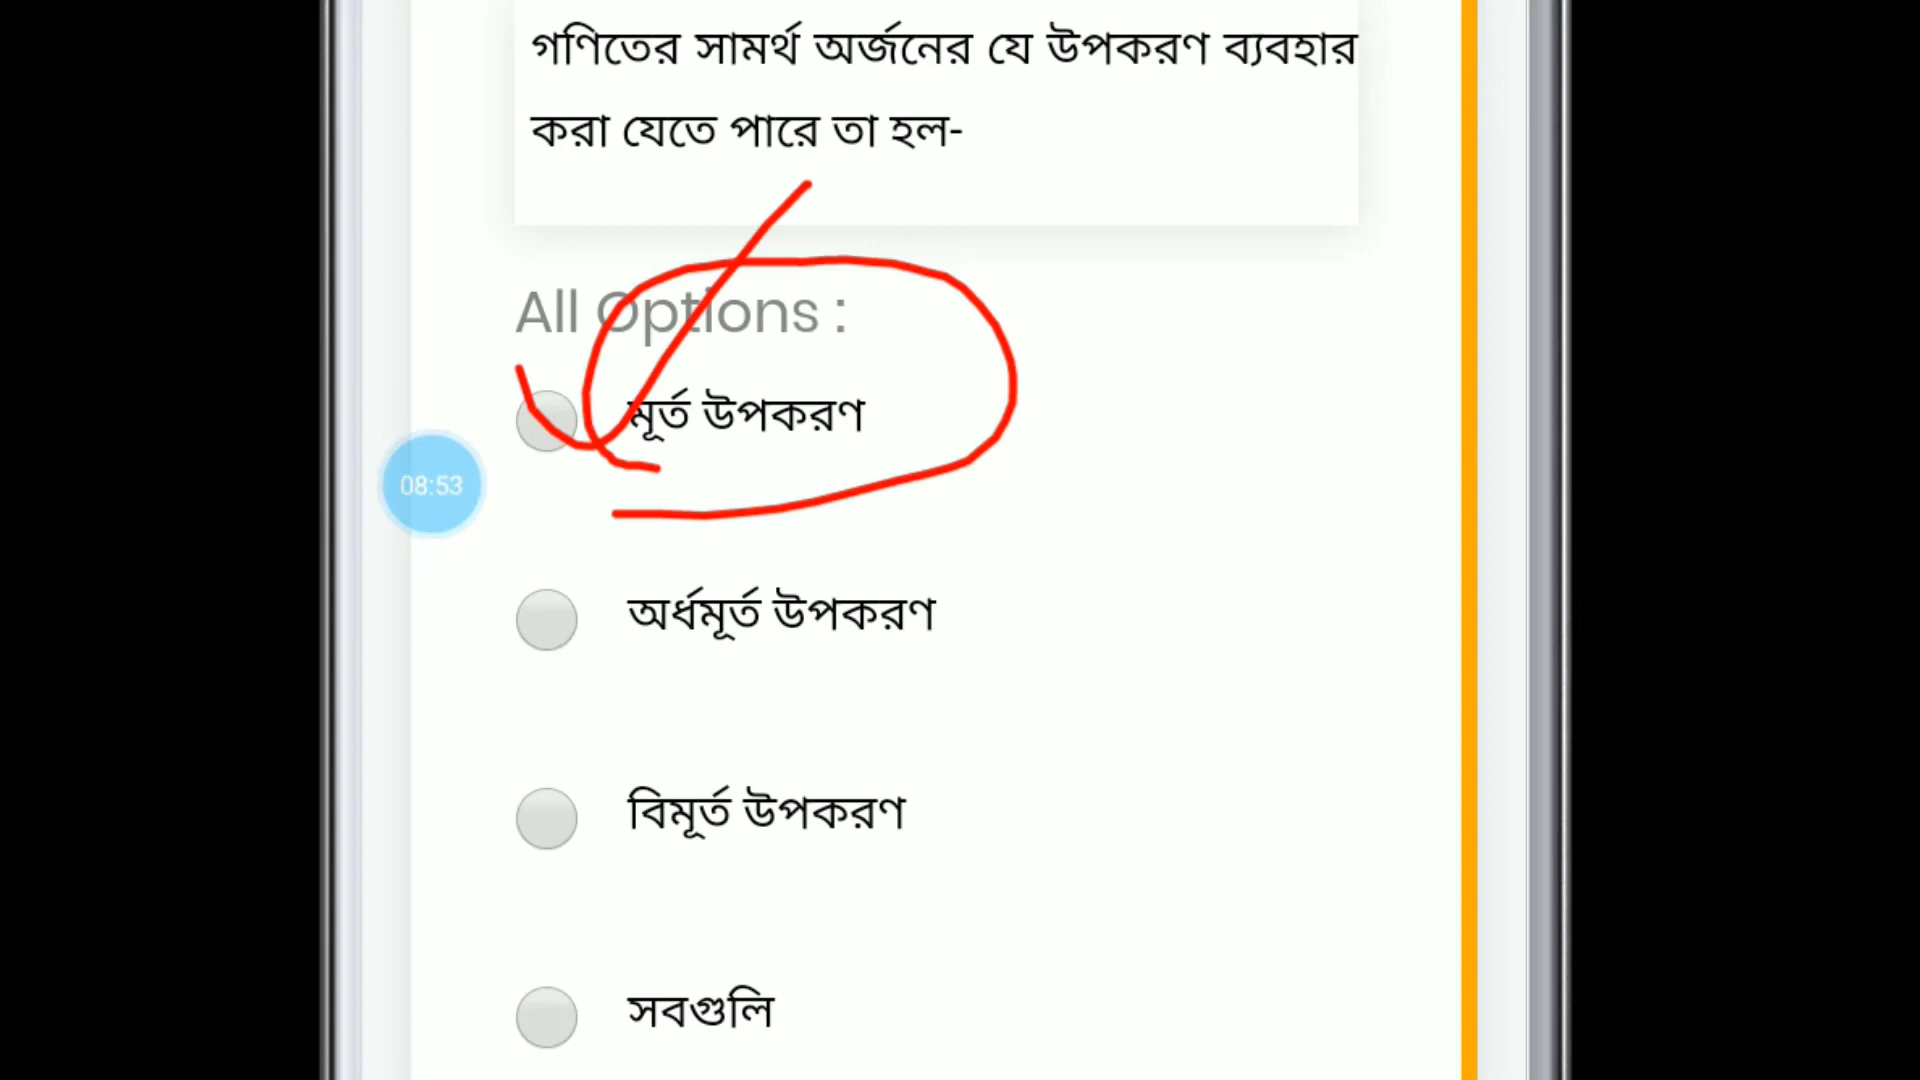 গণিতের সামর্থ অর্জনের যে উপকরণ ব্যবহার
করা যেতে পারে তা হল-
All Options :
মূর্ত উপকরণ
08:53
অর্ধমূর্ত উপকরণ
বিমূর্ত উপকরণ
সবগুলি